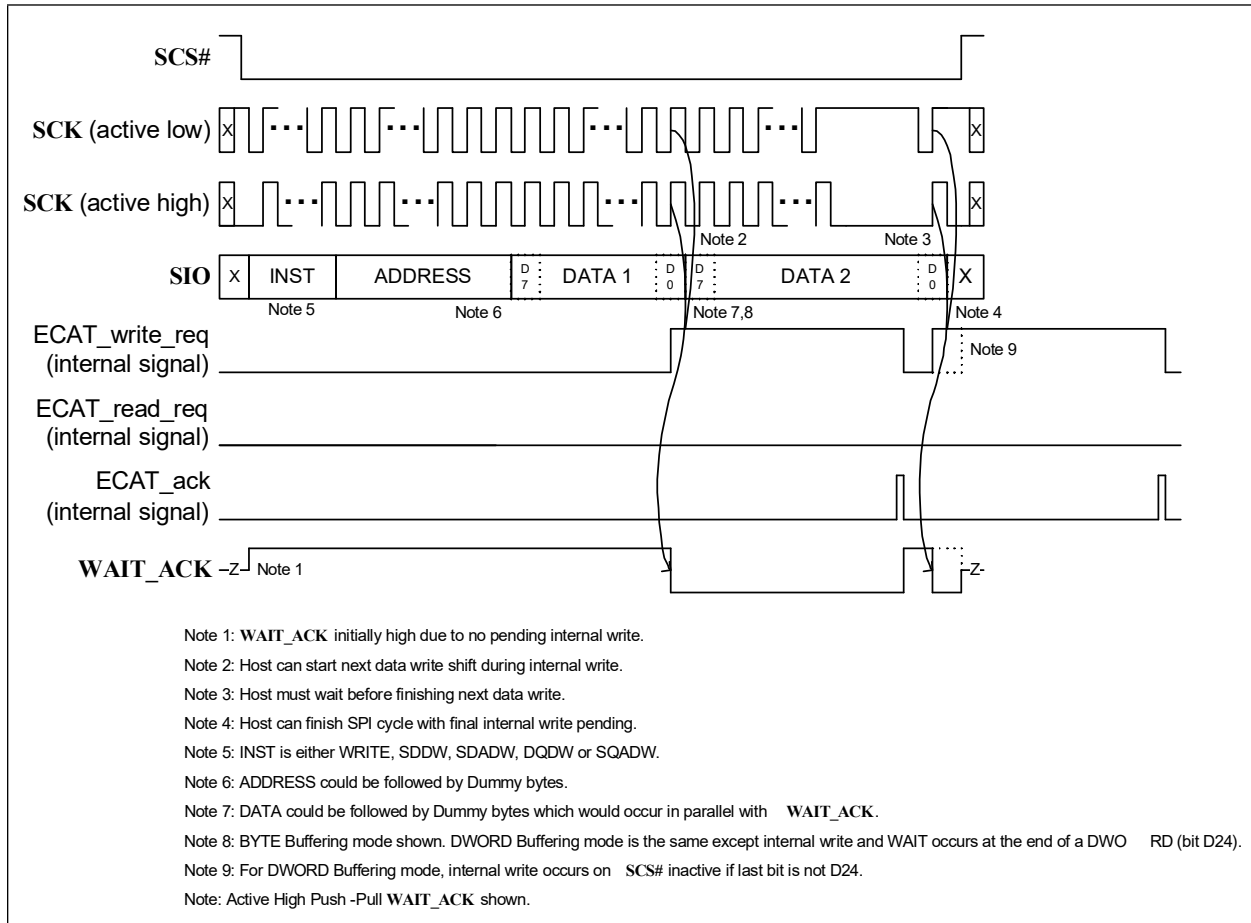 SCS#
SCK (active low) X ... ... ... ... X
SCK (active high) X ... ... ... ... X
Note 2 Note 3
SIO X INST ADDRESS D7 DATA 1 D0 D7 DATA 2 D0 X
Note 5 Note 6 Note 7,8 Note 4
ECAT_write_req
(internal signal)
Note 9
ECAT_read_req
(internal signal)
ECAT_ack
(internal signal)
WAIT_ACK -Z Note 1 -Z-
Note 1: WAIT_ACK initially high due to no pending internal write.
Note 2: Host can start next data write shift during internal write.
Note 3: Host must wait before finishing next data write.
Note 4: Host can finish SPI cycle with final internal write pending.
Note 5: INST is either WRITE, SDDW, SDADW, DQDW or SQADW.
Note 6: ADDRESS could be followed by Dummy bytes.
Note 7: DATA could be followed by Dummy bytes which would occur in parallel with WAIT_ACK.
Note 8: BYTE Buffering mode shown. DWORD Buffering mode is the same except internal write and WAIT occurs at the end of a DWO RD (bit D24).
Note 9: For DWORD Buffering mode, internal write occurs on SCS# inactive if last bit is not D24.
Note: Active High Push -Pull WAIT_ACK shown.